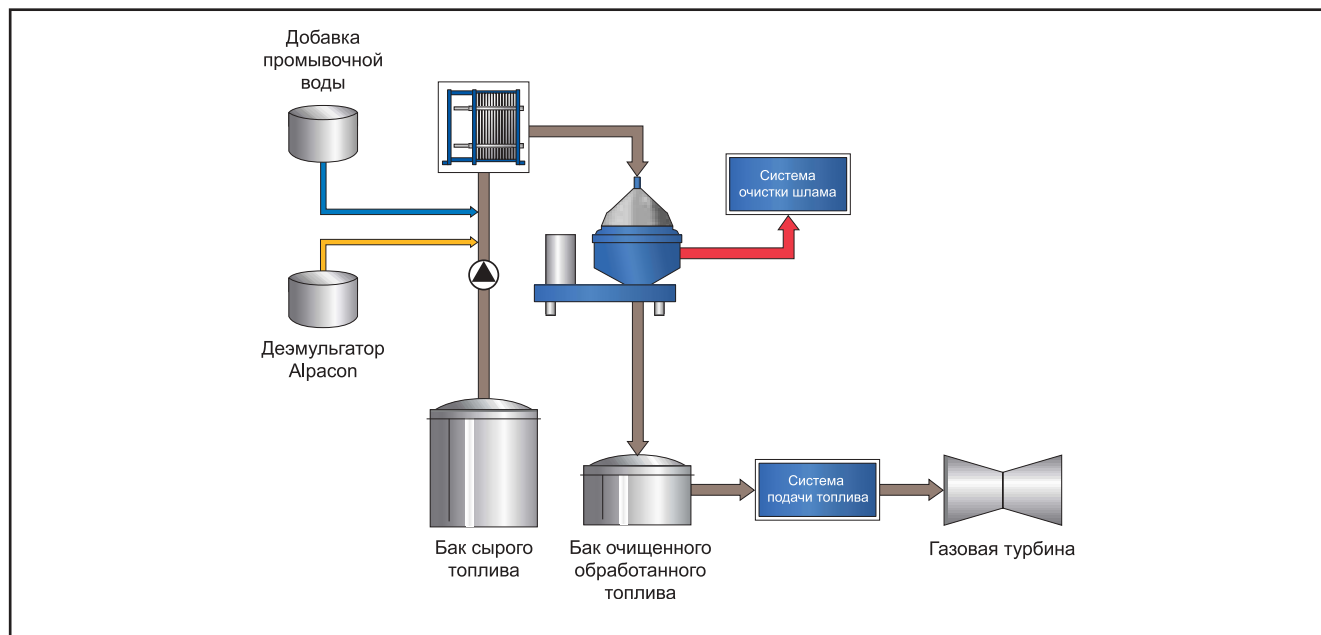 Добавка
промывочной
воды
Система
очистки шлама
Деэмульгатор
Alpacon
Система
подачи топлива
Бак сырого
топлива
Бак очищенного
обработанного
топлива
Газовая турбина